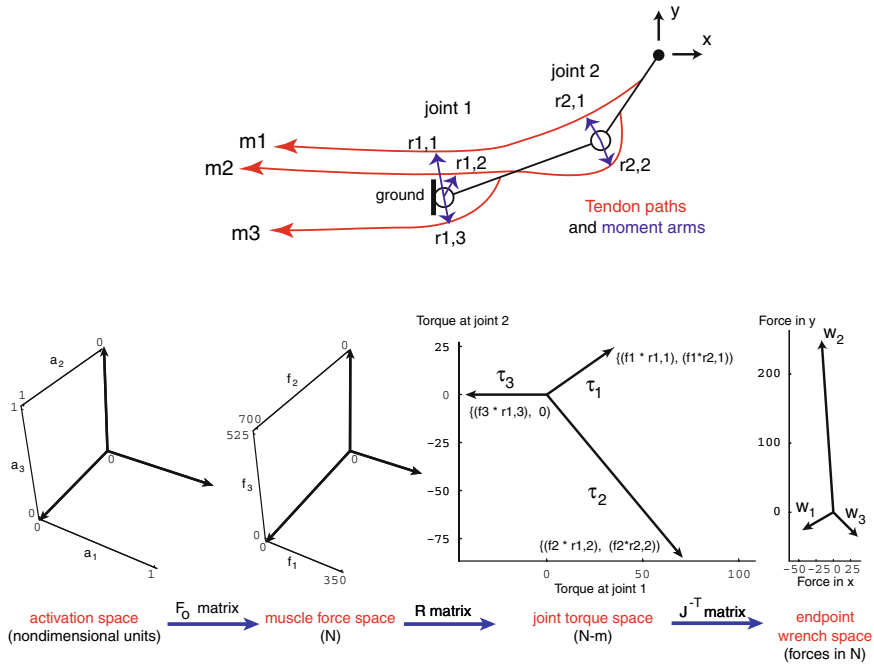 y
x
joint 2
joint 1
r2,1
m1
r1,1
m2
r1,2
r2,2
ground
m3
r1,3
Tendon paths
and moment arms
Torque at joint 2
25
0
−25
−50
−75
0
50
100
Torque at joint 1
{(f1 * r1,1), (f1*r2,1)}
τ1
τ3
{(f3 * r1,3), 0)
τ2
{(f2 * r1,2), (f2*r2,2)}
Force in y
w2
200
100
0
w1
w3
-50 -25 0 25
Force in x
0
a2
1
1
a3
0
0
0
a1
1
0
f2
700
525
f3
0
0
0
f1
350
activation space
(nondimensional units)
Fo matrix
muscle force space
(N)
R matrix
joint torque space
(N-m)
J-T matrix
endpoint
wrench space
(forces in N)